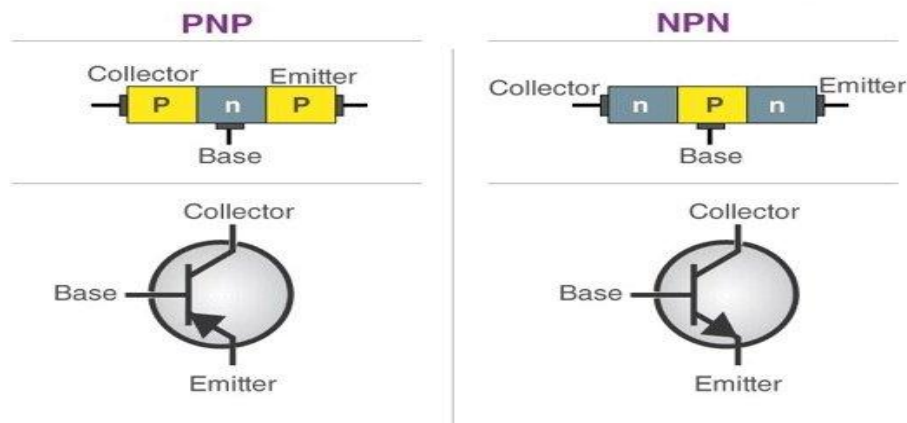 PNP
Collector Emitter
P n P
Base
Collector
Base
Emitter
NPN
Collector Emitter
n P n
Base
Collector
Base
Emitter